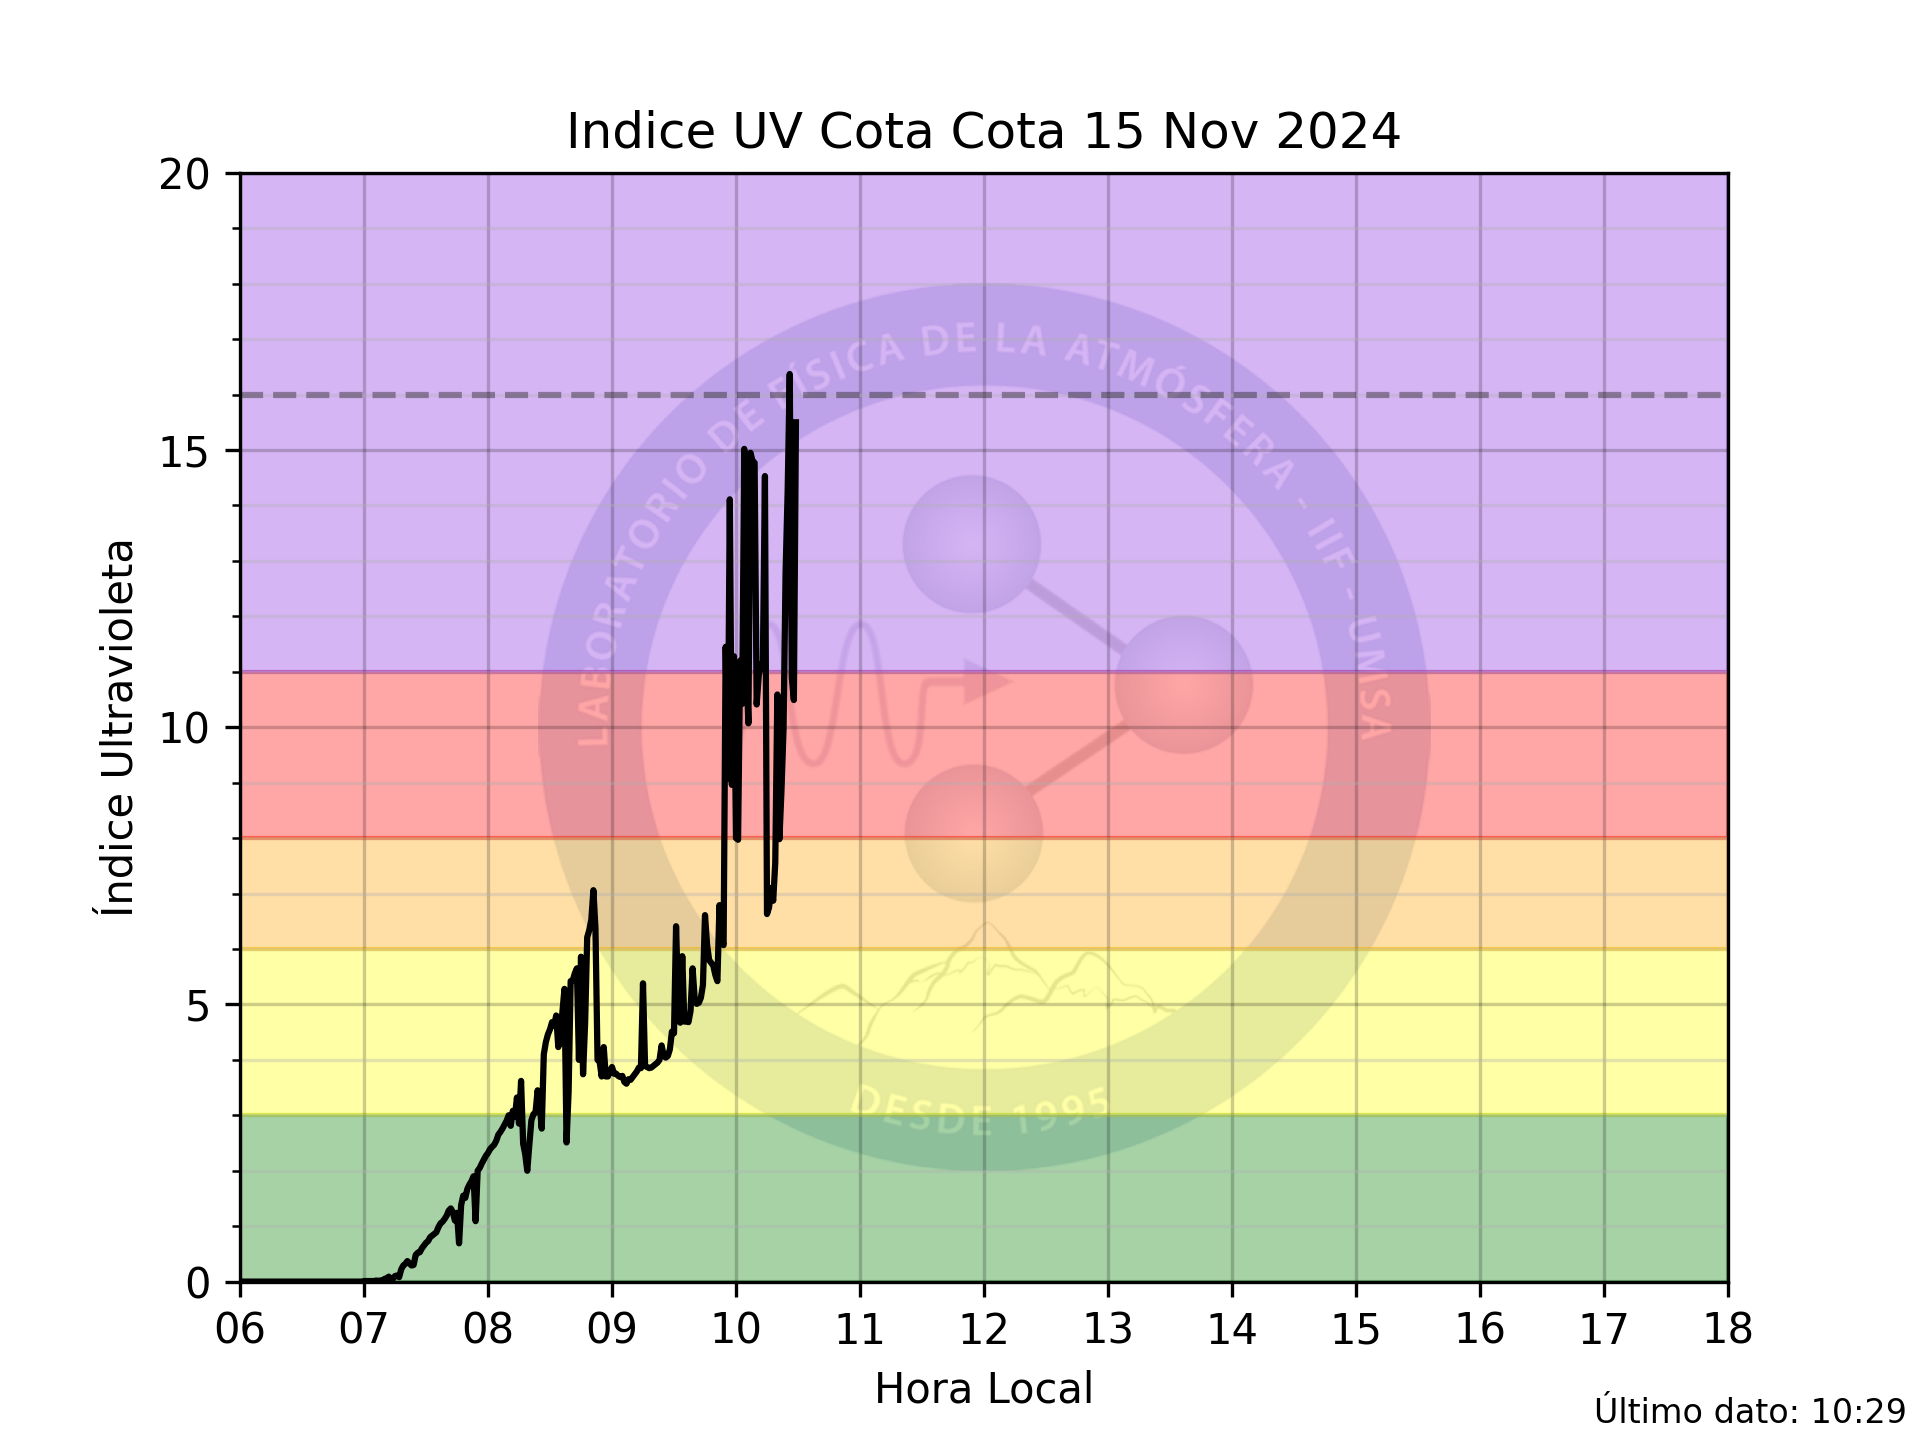 Indice UV Cota Cota 15 Nov 2024
20
15
10
5
0
Índice Ultravioleta
LABORATORIO DE FÍSICA DE LA ATMÓSFERA - IIF - UMSA
DESDE 1995
06 07 08 09 10 11 12 13 14 15 16 17 18
Hora Local
Último dato: 10:29